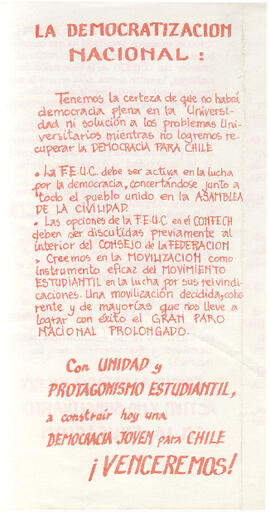 LA DEMOCRATIZACION
NACIONAL :
Tenemos la certeza de que no habrá
democracia plena en la Universi-
dad ni solución a los problemas Uni-
versitarios mientras no logremos re-
cuperar la DEMOCRACIA PARA CHILE
• La F.E.U.C. debe ser activa en la lucha
por la democracia, concertándose junto a
todo el pueblo unido en la ASAMBLEA
DE LA CIVILIDAD.
• Las opciones de la F.E.U.C en el CONFECH
deben ser discutidas previamente al
interior del CONSEJO de la FEDERACION
• Creemos en la MOVILIZACION como
instrumento eficaz del MOVIMIENTO
ESTUDIANTIL en la lucha por sus reivindi-
caciones. Una movilización decidida, cohe
rente y de mayorías que nos lleve a
lograr con éxito el GRAN PARO
NACIONAL PROLONGADO.
Con UNIDAD y
PROTAGONISMO ESTUDIANTIL,
a construir hoy una
DEMOCRACIA JOVEN para CHILE
¡VENCEREMOS!